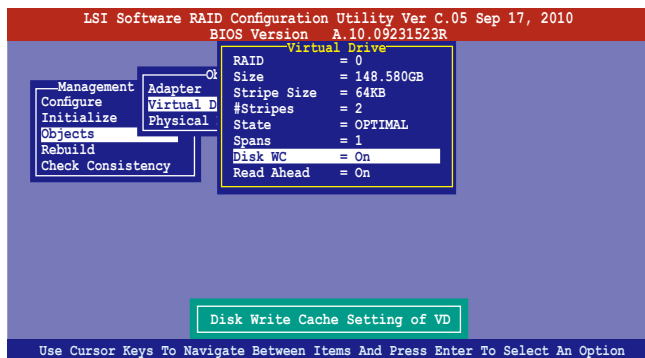 LSI Software RAID Configuration Utility Ver C.05 Sep 17, 2010
BIOS Version A.10.09231523R
Management
Configure
Initialize
Objects
Rebuild
Check Consistency
Adapter
Virtual D
Physical
Virtual Drive
RAID = 0
Size = 148.580GB
Stripe Size = 64KB
#Stripes = 2
State = OPTIMAL
Spans = 1
Disk WC = On
Read Ahead = On
Disk Write Cache Setting of VD
Use Cursor Keys To Navigate Between Items And Press Enter To Select An Option